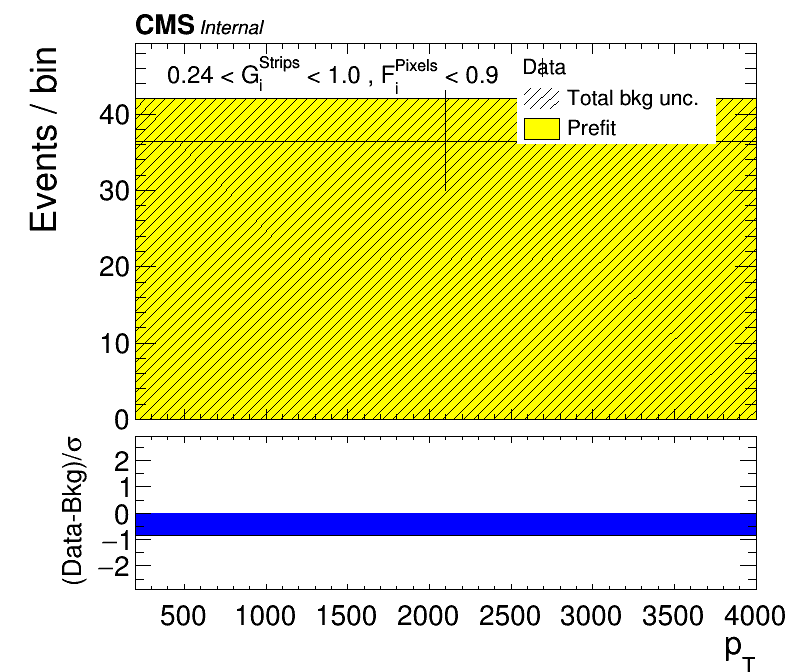 CMS Internal
0.24 < G_i^Strips < 1.0 , F_i^Pixels < 0.9
Data
Total bkg unc.
Prefit
Events / bin
40
30
20
10
0
(Data-Bkg)/σ
2
1
0
−1
−2
500 1000 1500 2000 2500 3000 3500 4000
p_T